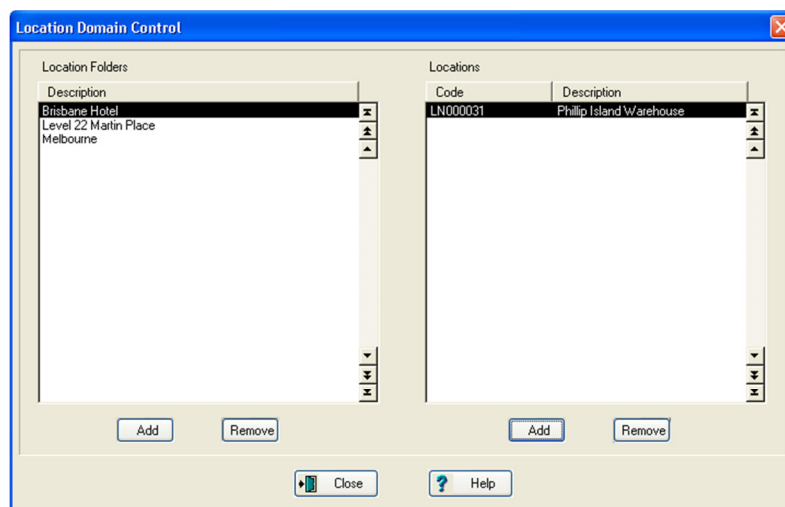 Location Domain Control
Location Folders
Locations
Description
Code Description
Brisbane Hotel
LN000031 Phillip Island Warehouse
Level 22 Martin Place
Melbourne
Add Remove
Add Remove
Close Help